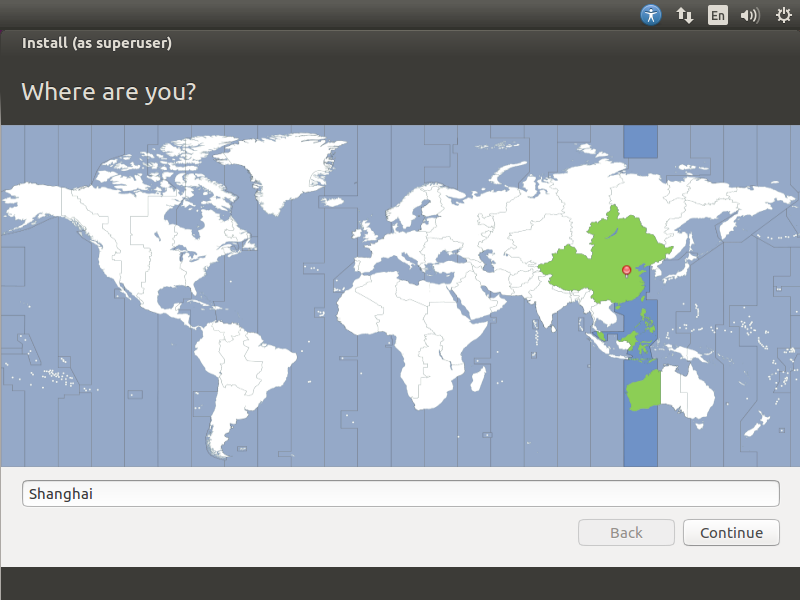 En
Install (as superuser)
Where are you?
Shanghai
Back
Continue